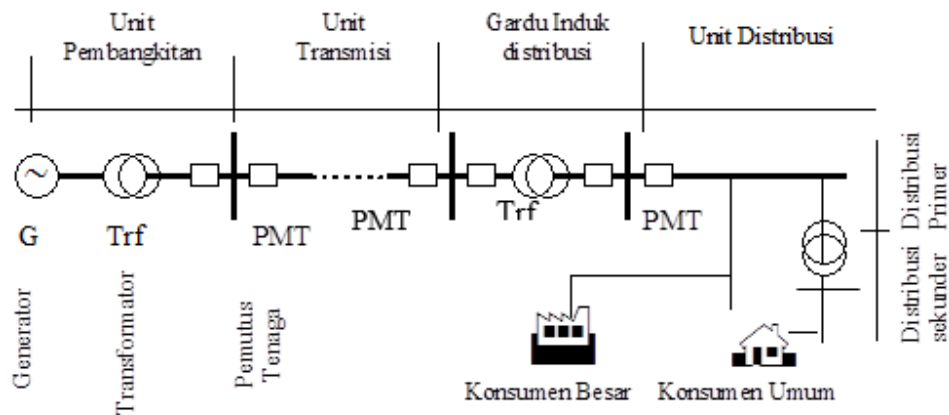 Unit
Pembangkitan
Unit
Transmisi
Gardu Induk
distribusi
Unit Distribusi
~
G
Trf
PMT
PMT
Trf
PMT
Distribusi
Primer
Distribusi
sekunder
Generator
Transformator
Pemutus
Tenaga
Konsumen Besar
Konsumen Umum